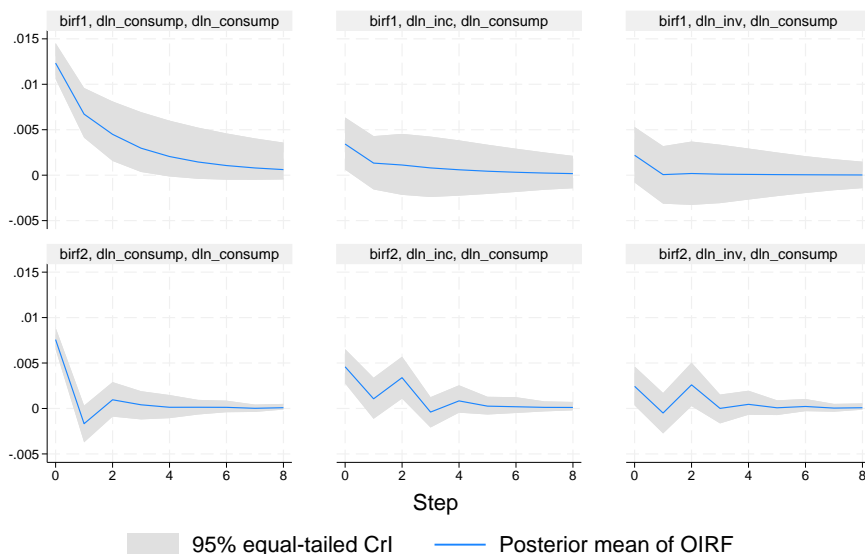 birf1, dln_consump, dln_consump
birf1, dln_inc, dln_consump
birf1, dln_inv, dln_consump
.015
.01
.005
0
-.005
birf2, dln_consump, dln_consump
birf2, dln_inc, dln_consump
birf2, dln_inv, dln_consump
.015
.01
.005
0
-.005
0 2 4 6 8
0 2 4 6 8
0 2 4 6 8
Step
95% equal-tailed CrI
Posterior mean of OIRF